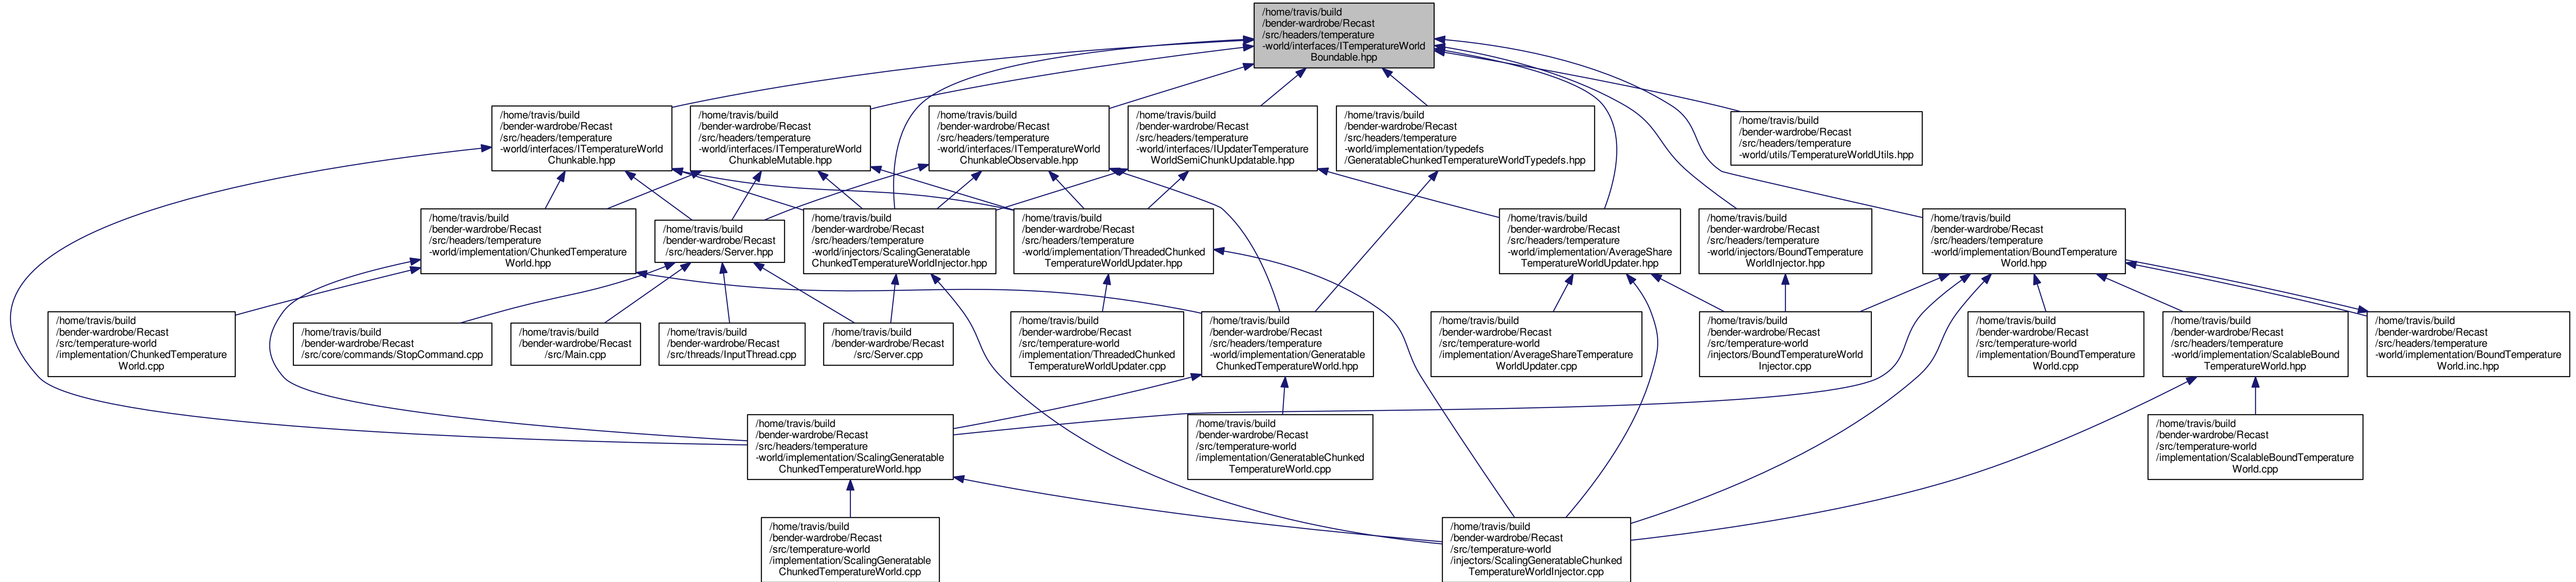 /home/travis/build
/bender-wardrobe/Recast
/src/headers/temperature
-world/interfaces/ITemperatureWorld
Boundable.hpp
/home/travis/build
/bender-wardrobe/Recast
/src/headers/temperature
-world/interfaces/ITemperatureWorld
Chunkable.hpp
/home/travis/build
/bender-wardrobe/Recast
/src/headers/temperature
-world/interfaces/ITemperatureWorld
ChunkableMutable.hpp
/home/travis/build
/bender-wardrobe/Recast
/src/headers/temperature
-world/interfaces/ITemperatureWorld
ChunkableObservable.hpp
/home/travis/build
/bender-wardrobe/Recast
/src/headers/temperature
-world/interfaces/IUpdaterTemperature
WorldSemiChunkUpdatable.hpp
/home/travis/build
/bender-wardrobe/Recast
/src/headers/temperature
-world/implementation/typedefs
/GeneratableChunkedTemperatureWorldTypedefs.hpp
/home/travis/build
/bender-wardrobe/Recast
/src/headers/temperature
-world/utils/TemperatureWorldUtils.hpp
/home/travis/build
/bender-wardrobe/Recast
/src/headers/temperature
-world/implementation/ChunkedTemperature
World.hpp
/home/travis/build
/bender-wardrobe/Recast
/src/headers/Server.hpp
/home/travis/build
/bender-wardrobe/Recast
/src/headers/temperature
-world/injectors/ScalingGeneratable
ChunkedTemperatureWorldInjector.hpp
/home/travis/build
/bender-wardrobe/Recast
/src/headers/temperature
-world/implementation/ThreadedChunked
TemperatureWorldUpdater.hpp
/home/travis/build
/bender-wardrobe/Recast
/src/headers/temperature
-world/implementation/AverageShare
TemperatureWorldUpdater.hpp
/home/travis/build
/bender-wardrobe/Recast
/src/headers/temperature
-world/injectors/BoundTemperature
WorldInjector.hpp
/home/travis/build
/bender-wardrobe/Recast
/src/headers/temperature
-world/implementation/BoundTemperature
World.hpp
/home/travis/build
/bender-wardrobe/Recast
/src/temperature-world
/implementation/ChunkedTemperature
World.cpp
/home/travis/build
/bender-wardrobe/Recast
/src/core/commands/StopCommand.cpp
/home/travis/build
/bender-wardrobe/Recast
/src/Main.cpp
/home/travis/build
/bender-wardrobe/Recast
/src/threads/InputThread.cpp
/home/travis/build
/bender-wardrobe/Recast
/src/Server.cpp
/home/travis/build
/bender-wardrobe/Recast
/src/temperature-world
/implementation/ThreadedChunked
TemperatureWorldUpdater.cpp
/home/travis/build
/bender-wardrobe/Recast
/src/headers/temperature
-world/implementation/Generatable
ChunkedTemperatureWorld.hpp
/home/travis/build
/bender-wardrobe/Recast
/src/temperature-world
/implementation/AverageShareTemperature
WorldUpdater.cpp
/home/travis/build
/bender-wardrobe/Recast
/src/temperature-world
/injectors/BoundTemperatureWorld
Injector.cpp
/home/travis/build
/bender-wardrobe/Recast
/src/temperature-world
/implementation/BoundTemperature
World.cpp
/home/travis/build
/bender-wardrobe/Recast
/src/headers/temperature
-world/implementation/ScalableBound
TemperatureWorld.hpp
/home/travis/build
/bender-wardrobe/Recast
/src/headers/temperature
-world/implementation/BoundTemperature
World.inc.hpp
/home/travis/build
/bender-wardrobe/Recast
/src/headers/temperature
-world/implementation/ScalingGeneratable
ChunkedTemperatureWorld.hpp
/home/travis/build
/bender-wardrobe/Recast
/src/temperature-world
/implementation/GeneratableChunked
TemperatureWorld.cpp
/home/travis/build
/bender-wardrobe/Recast
/src/temperature-world
/implementation/ScalableBoundTemperature
World.cpp
/home/travis/build
/bender-wardrobe/Recast
/src/temperature-world
/implementation/ScalingGeneratable
ChunkedTemperatureWorld.cpp
/home/travis/build
/bender-wardrobe/Recast
/src/temperature-world
/injectors/ScalingGeneratableChunked
TemperatureWorldInjector.cpp